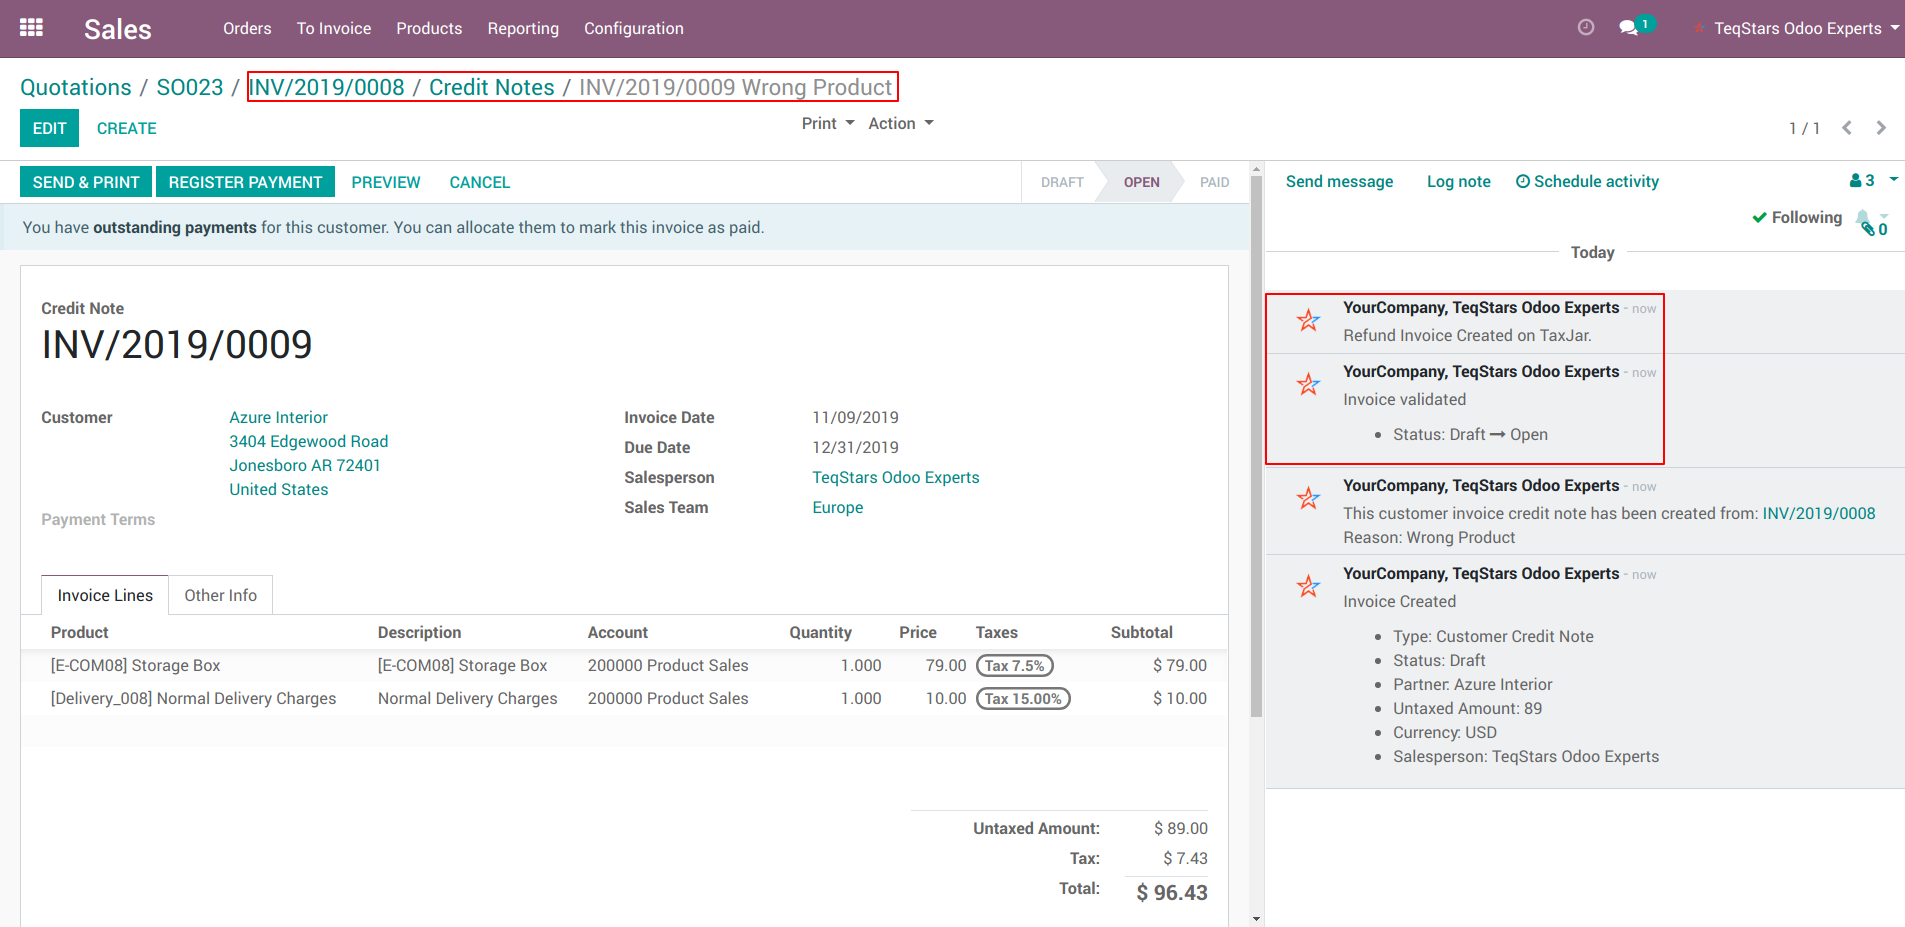 Sales Orders To Invoice Products Reporting Configuration 1 TeqStars Odoo Experts
Quotations / SO023 / INV/2019/0008 / Credit Notes / INV/2019/0009 Wrong Product
EDIT CREATE Print Action 1 / 1
SEND & PRINT REGISTER PAYMENT PREVIEW CANCEL DRAFT OPEN PAID
You have outstanding payments for this customer. You can allocate them to mark this invoice as paid.
Credit Note
INV/2019/0009
Customer Azure Interior
3404 Edgewood Road
Jonesboro AR 72401
United States
Payment Terms
Invoice Date 11/09/2019
Due Date 12/31/2019
Salesperson TeqStars Odoo Experts
Sales Team Europe
Invoice Lines Other Info
Product Description Account Quantity Price Taxes Subtotal
[E-COM08] Storage Box [E-COM08] Storage Box 200000 Product Sales 1.000 79.00 Tax 7.5% $ 79.00
[Delivery_008] Normal Delivery Charges Normal Delivery Charges 200000 Product Sales 1.000 10.00 Tax 15.00% $ 10.00
Untaxed Amount: $ 89.00
Tax: $ 7.43
Total: $ 96.43
Send message Log note Schedule activity 3
Following 0
Today
YourCompany, TeqStars Odoo Experts - now
Refund Invoice Created on TaxJar.
YourCompany, TeqStars Odoo Experts - now
Invoice validated
• Status: Draft → Open
YourCompany, TeqStars Odoo Experts - now
This customer invoice credit note has been created from: INV/2019/0008
Reason: Wrong Product
YourCompany, TeqStars Odoo Experts - now
Invoice Created
• Type: Customer Credit Note
• Status: Draft
• Partner: Azure Interior
• Untaxed Amount: 89
• Currency: USD
• Salesperson: TeqStars Odoo Experts